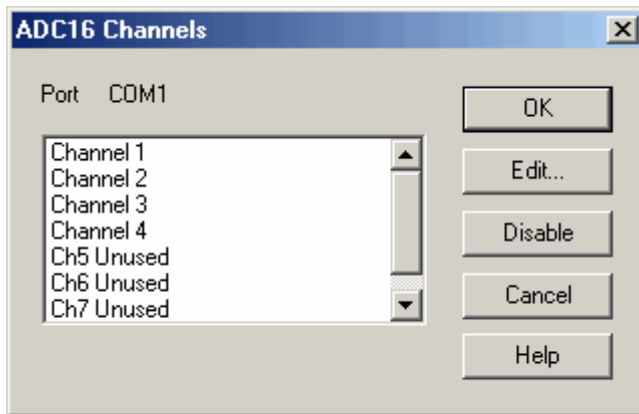 ADC16 Channels
Port COM1
Channel 1
Channel 2
Channel 3
Channel 4
Ch5 Unused
Ch6 Unused
Ch7 Unused
OK
Edit...
Disable
Cancel
Help